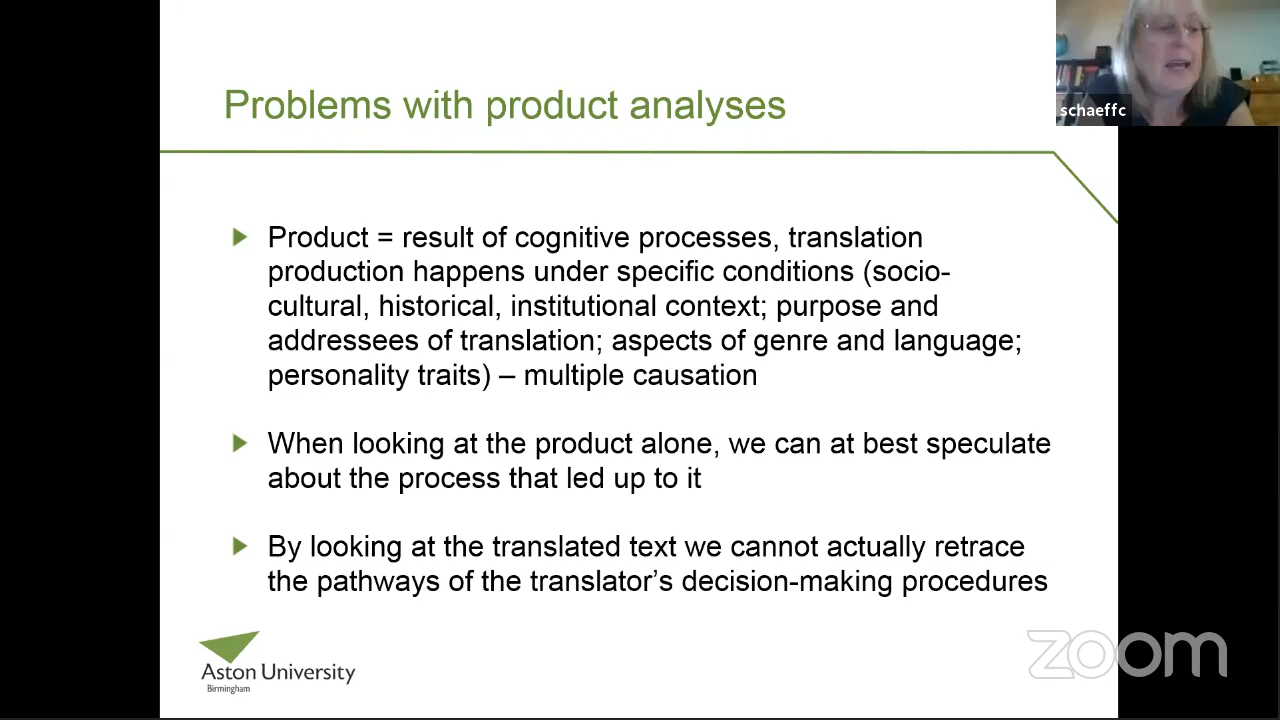 Problems with product analyses
schaeffc
Product = result of cognitive processes, translation
production happens under specific conditions (socio-
cultural, historical, institutional context; purpose and
addressees of translation; aspects of genre and language;
personality traits) – multiple causation
When looking at the product alone, we can at best speculate
about the process that led up to it
By looking at the translated text we cannot actually retrace
the pathways of the translator’s decision-making procedures
Aston University
Birmingham
zoom